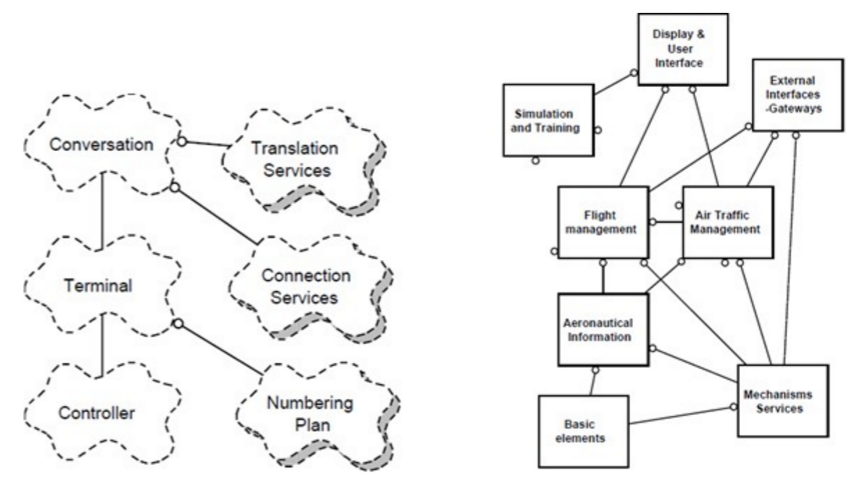 Conversation
Translation
Services
Terminal
Connection
Services
Controller
Numbering
Plan
Display &
User
Interface
External
Interfaces
-Gateways
Simulation
and Training
Flight
management
Air Traffic
Management
Aeronautical
Information
Mechanisms
Services
Basic
elements